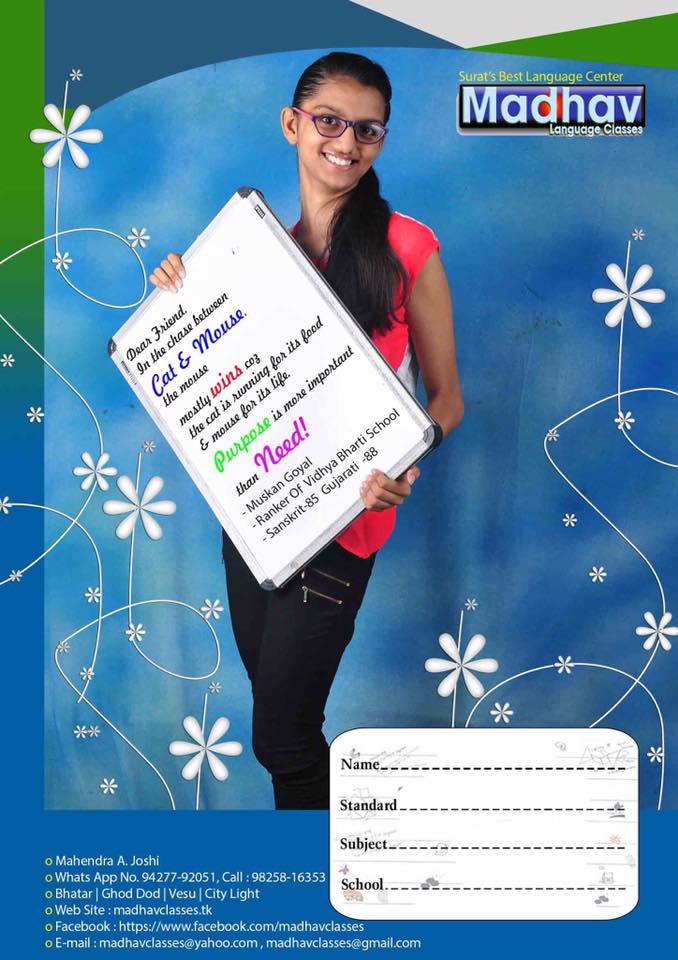 Surat's Best Language Center
Madhav
Language Classes
Dear Friend,
In the chase between
Cat & Mouse.
the mouse
mostly wins coz
the cat is running for its food
& mouse for its life.
Purpose is more important
than Need!
- Muskan Goyal
- Ranker Of Vidhya Bharti School
- Sanskrit-85 Gujarati -88
Name
Standard
Subject
School
o Mahendra A. Joshi
o Whats App No. 94277-92051, Call : 98258-16353
o Bhatar | Ghod Dod | Vesu | City Light
o Web Site : madhavclasses.tk
o Facebook : https://www.facebook.com/madhavclasses
o E-mail : madhavclasses@yahoo.com , madhavclasses@gmail.com